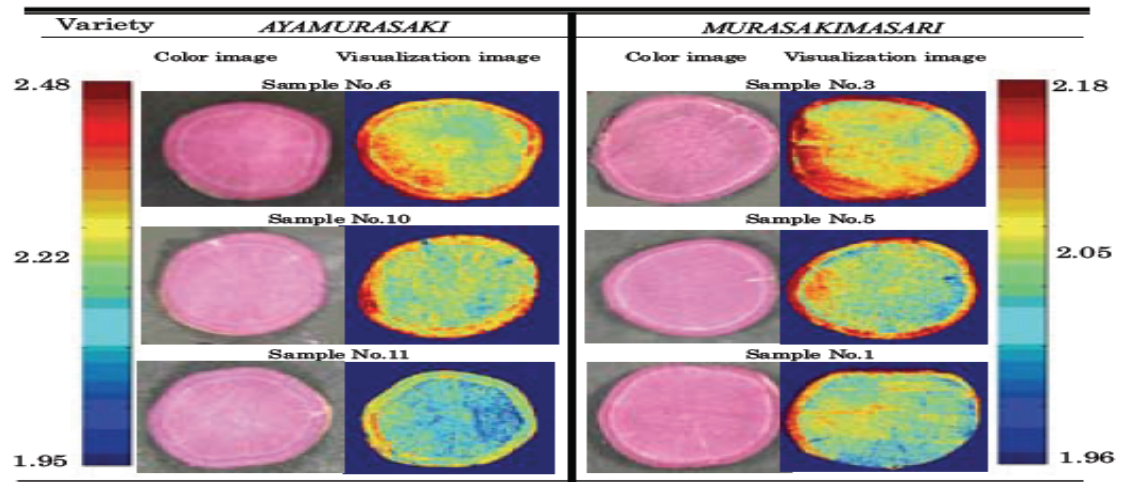 Variety AYAMURASAKI MURASAKIMASARI
Color image Visualization image Color image Visualization image
2.48 Sample No.6 Sample No.3 2.18
Sample No.10 Sample No.5
2.22 2.05
Sample No.11 Sample No.1
1.95 1.96